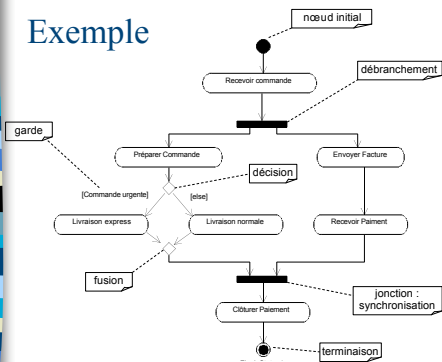 Exemple
nœud initial
Recevoir commande
débranchement
garde
Préparer Commande
Envoyer Facture
décision
[Commande urgente]
[else]
Livraison express
Livraison normale
Recevoir Paiment
fusion
jonction :
synchronisation
Clôturer Paiement
terminaison